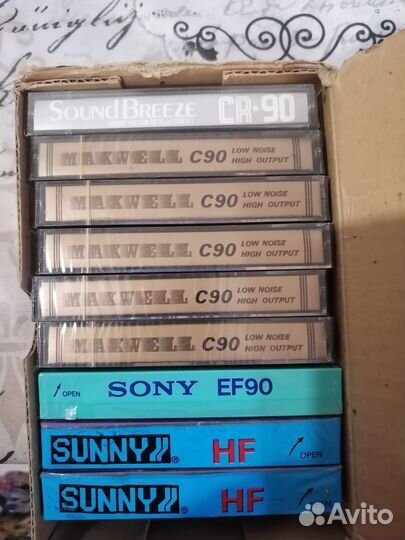 SOUND BREEZE CR-90
MAXWELL C90 LOW NOISE
HIGH OUTPUT
MAXWELL C90 LOW NOISE
HIGH OUTPUT
MAXWELL C90 LOW NOISE
HIGH OUTPUT
MAXWELL C90 LOW NOISE
HIGH OUTPUT
MAXWELL C90 LOW NOISE
HIGH OUTPUT
OPEN SONY EF90
SUNNY® HF OPEN
SUNNY® HF
Avito